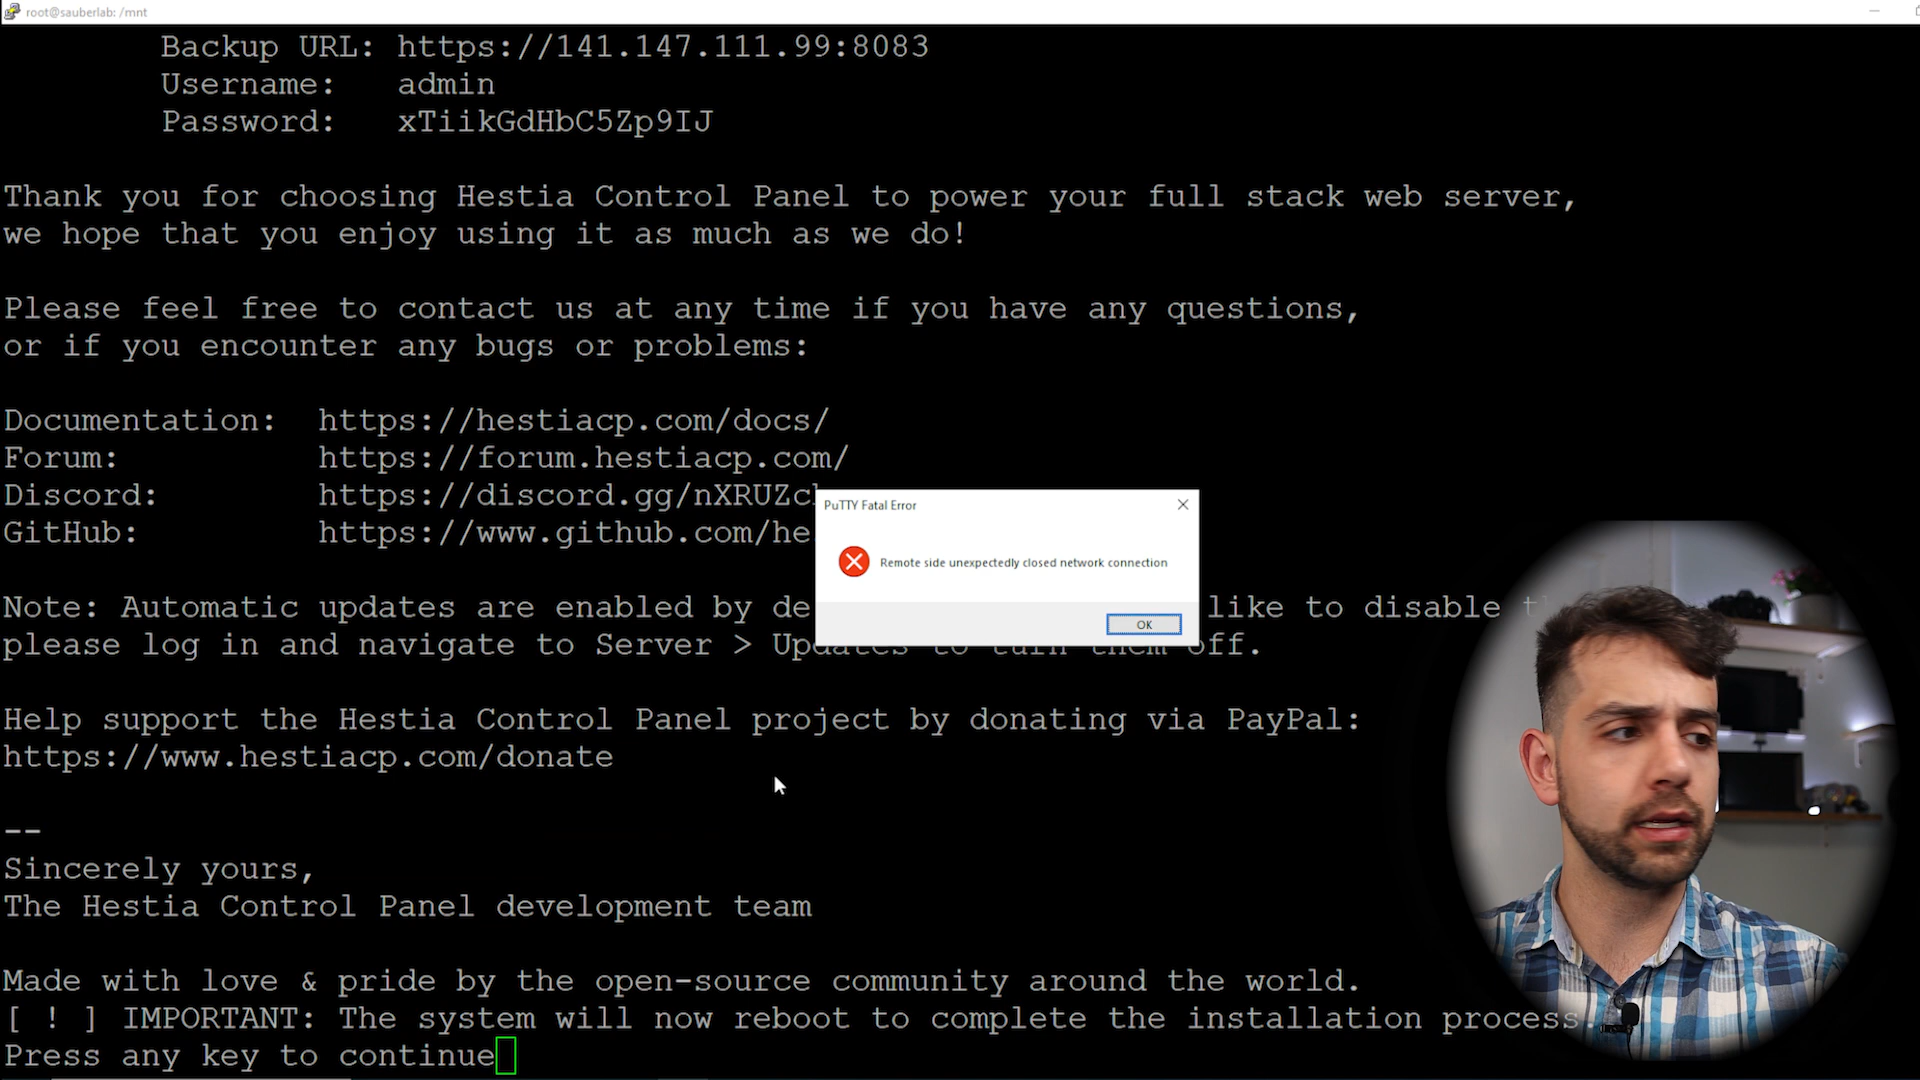 root@sauberlab: /mnt
Backup URL: https://141.147.111.99:8083
Username: admin
Password: xTiikGdHbC5Zp9IJ
Thank you for choosing Hestia Control Panel to power your full stack web server,
we hope that you enjoy using it as much as we do!
Please feel free to contact us at any time if you have any questions,
or if you encounter any bugs or problems:
Documentation: https://hestiacp.com/docs/
Forum: https://forum.hestiacp.com/
Discord: https://discord.gg/nXRUZc
GitHub: https://www.github.com/he
PuTTY Fatal Error
Remote side unexpectedly closed network connection
OK
Note: Automatic updates are enabled by de like to disable
please log in and navigate to Server > Updates to turn them off.
Help support the Hestia Control Panel project by donating via PayPal:
https://www.hestiacp.com/donate
--
Sincerely yours,
The Hestia Control Panel development team
Made with love & pride by the open-source community around the world.
[ ! ] IMPORTANT: The system will now reboot to complete the installation process.
Press any key to continue